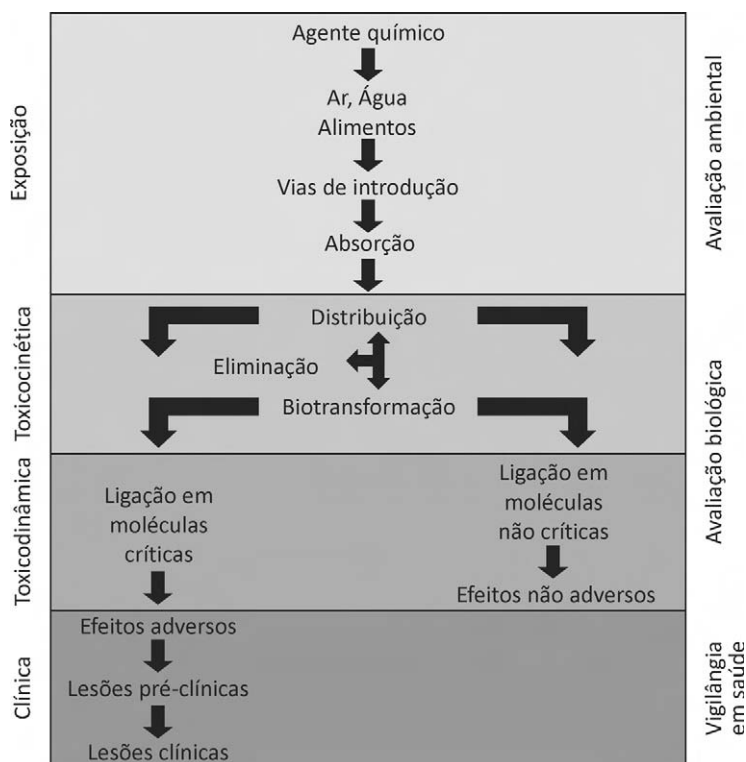 Agente químico
Ar, Água
Alimentos
Vias de introdução
Absorção
Exposição
Avaliação ambiental
Distribuição
Eliminação
Biotransformação
Toxicocinética
Avaliação biológica
Ligação em
moléculas
críticas
Ligação em
moléculas
não críticas
Efeitos não adversos
Toxicodinâmica
Efeitos adversos
Lesões pré-clínicas
Lesões clínicas
Clínica
Vigilângia
em saúde